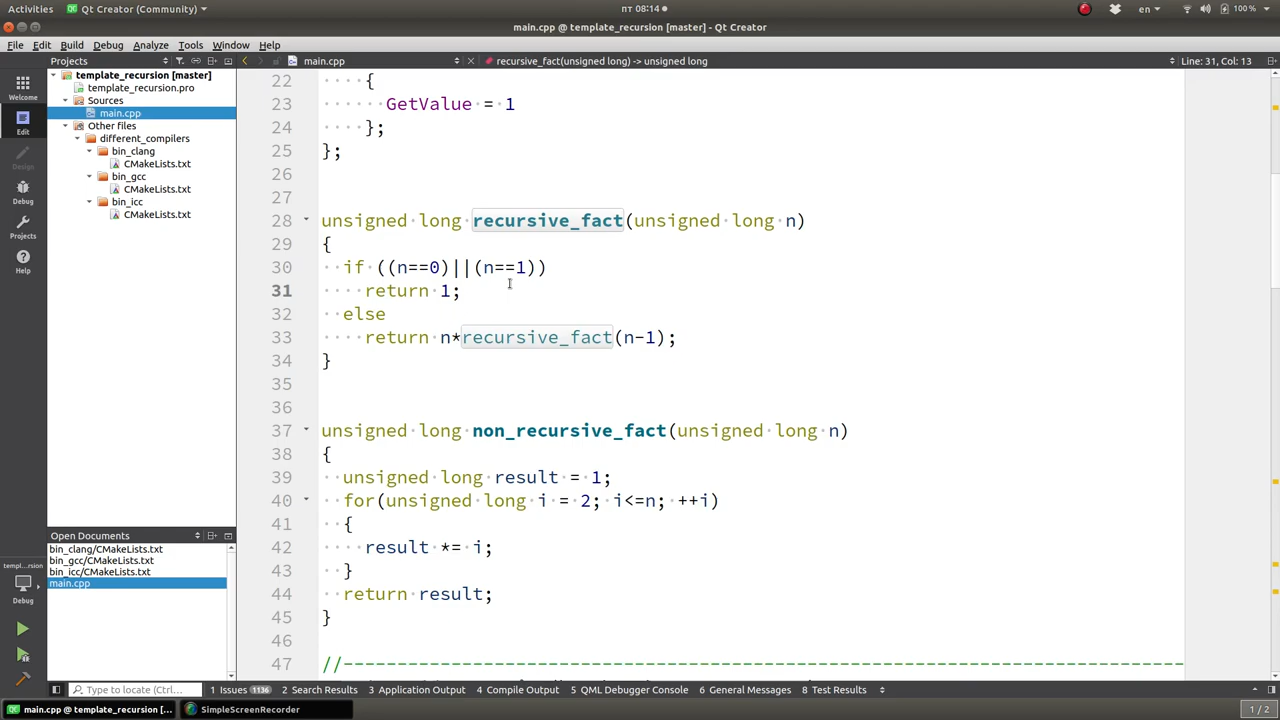 Activities Qt Creator (Community) пт 08:14 en 100 %
main.cpp @ template_recursion [master] - Qt Creator
File Edit Build Debug Analyze Tools Window Help
Projects main.cpp recursive_fact(unsigned long) -> unsigned long Line: 31, Col: 13
Welcome
Edit
Design
Debug
Projects
Help
template_recursion [master]
template_recursion.pro
Sources
main.cpp
Other files
different_compilers
bin_clang
CMakeLists.txt
bin_gcc
CMakeLists.txt
bin_icc
CMakeLists.txt
22 {
23 GetValue = 1
24 };
25 };
26
27
28 unsigned long recursive_fact(unsigned long n)
29 {
30 if ((n==0)||(n==1))
31 return 1;
32 else
33 return n*recursive_fact(n-1);
34 }
35
36
37 unsigned long non_recursive_fact(unsigned long n)
38 {
39 unsigned long result = 1;
40 for(unsigned long i = 2; i<=n; ++i)
41 {
42 result *= i;
43 }
44 return result;
45 }
46
47 //------------------------------------------------------------------------------
Open Documents
bin_clang/CMakeLists.txt
bin_gcc/CMakeLists.txt
bin_icc/CMakeLists.txt
main.cpp
templ...rsion
Debug
Type to locate (Ctrl... 1 Issues 1136 2 Search Results 3 Application Output 4 Compile Output 5 QML Debugger Console 6 General Messages 8 Test Results
main.cpp @ template_recursion [... SimpleScreenRecorder 1 / 2